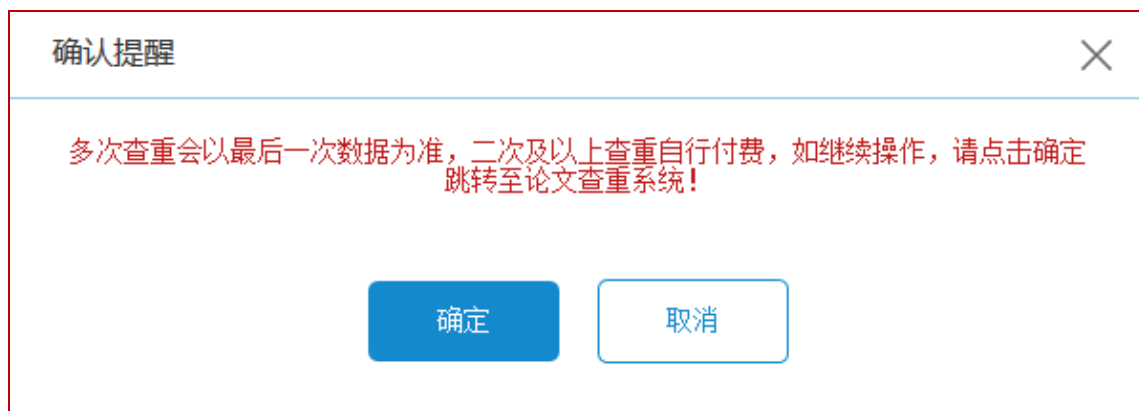 确认提醒
多次查重会以最后一次数据为准，二次及以上查重自行付费，如继续操作，请点击确定
跳转至论文查重系统！
确定
取消